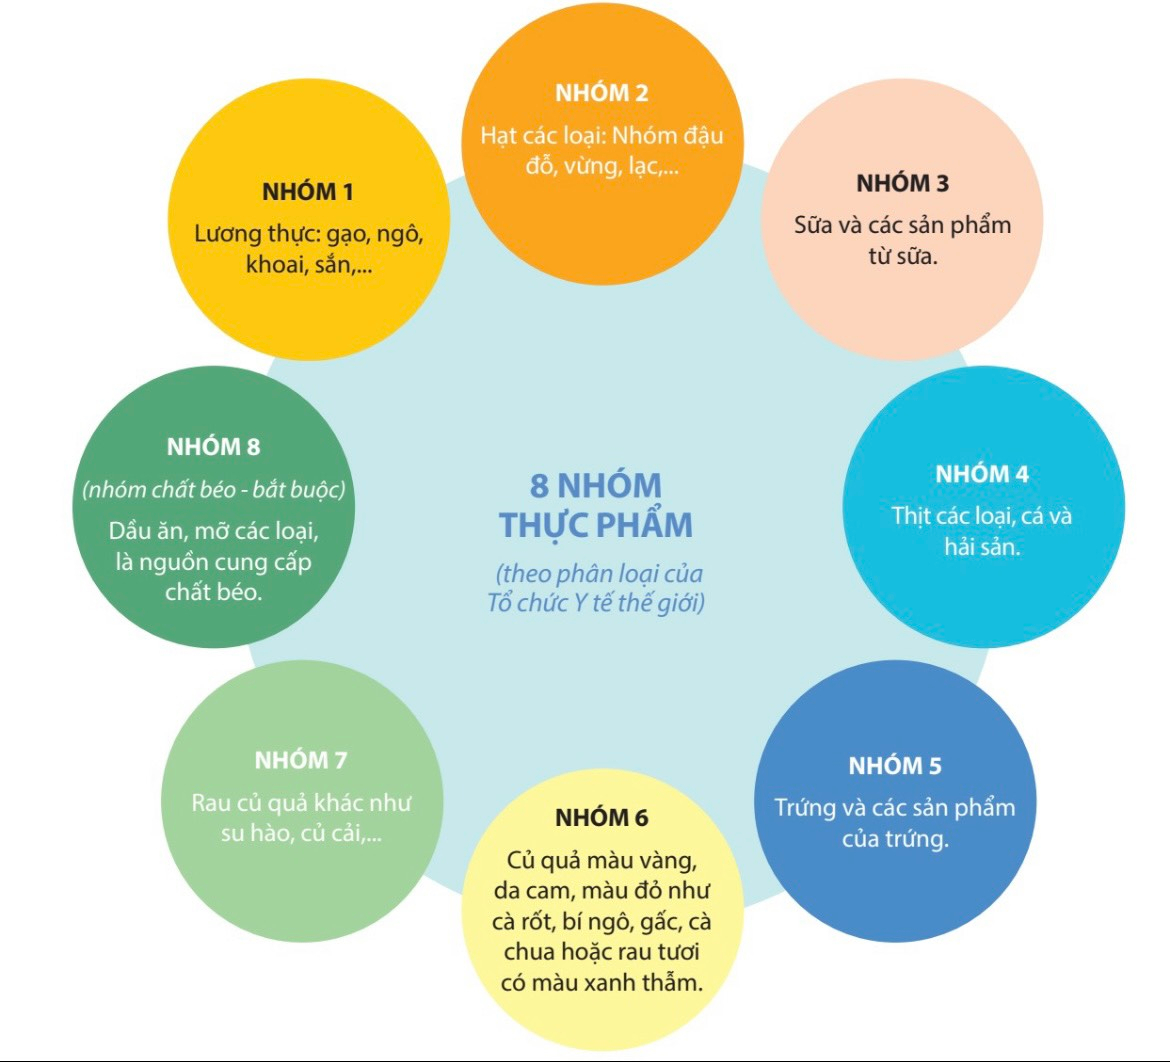 NHÓM 1
Lương thực: gạo, ngô,
khoai, sắn,...
NHÓM 2
Hạt các loại: Nhóm đậu
đỗ, vừng, lạc,...
NHÓM 3
Sữa và các sản phẩm
từ sữa.
NHÓM 4
Thịt các loại, cá và
hải sản.
NHÓM 5
Trứng và các sản phẩm
của trứng.
NHÓM 6
Củ quả màu vàng,
da cam, màu đỏ như
cà rốt, bí ngô, gấc, cà
chua hoặc rau tươi
có màu xanh thẫm.
NHÓM 7
Rau củ quả khác như
su hào, củ cải,...
NHÓM 8
(nhóm chất béo - bắt buộc)
Dầu ăn, mỡ các loại,
là nguồn cung cấp
chất béo.
8 NHÓM
THỰC PHẨM
(theo phân loại của
Tổ chức Y tế thế giới)